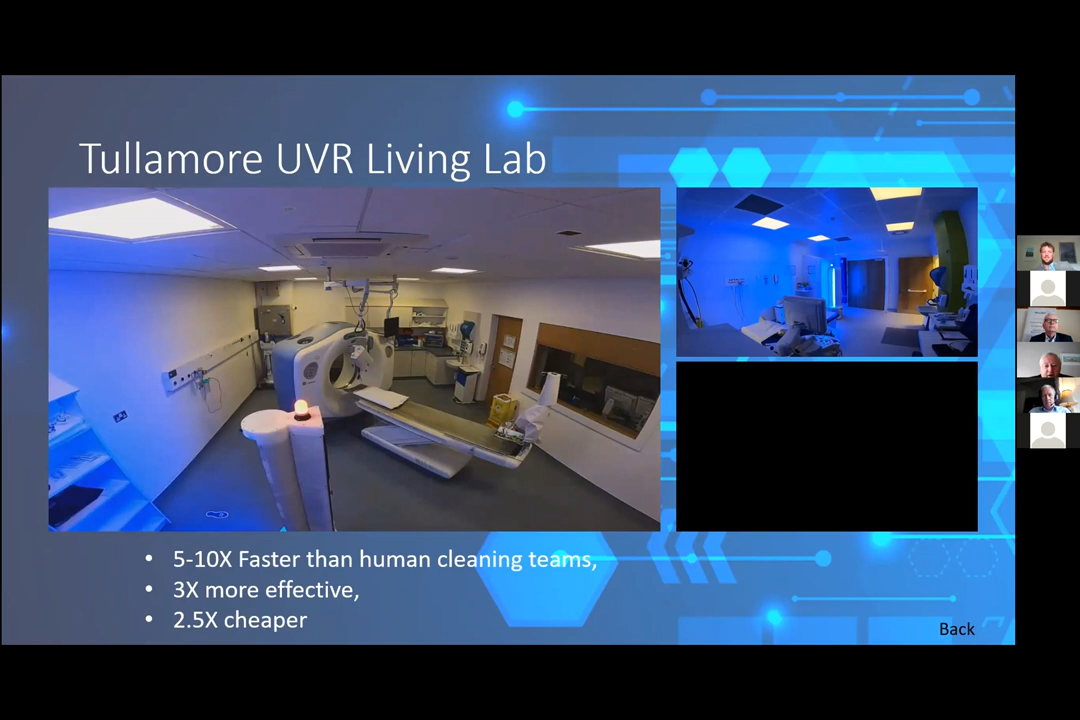 Tullamore UVR Living Lab
• 5-10X Faster than human cleaning teams,
• 3X more effective,
• 2.5X cheaper
Back